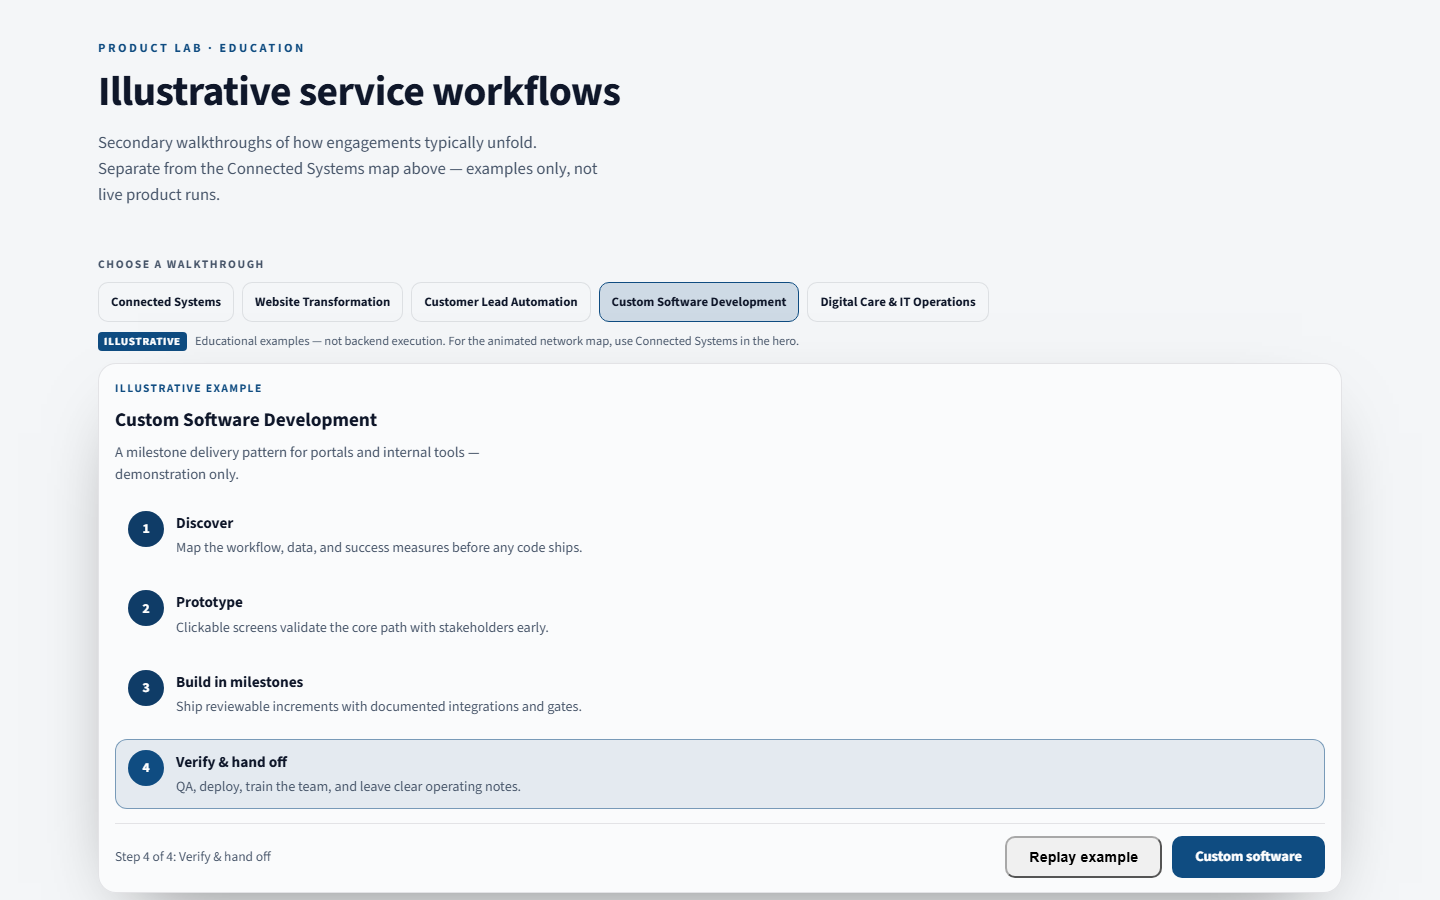 PRODUCT LAB · EDUCATION
Illustrative service workflows
Secondary walkthroughs of how engagements typically unfold.
Separate from the Connected Systems map above — examples only, not
live product runs.
CHOOSE A WALKTHROUGH
Connected Systems
Website Transformation
Customer Lead Automation
Custom Software Development
Digital Care & IT Operations
ILLUSTRATIVE Educational examples — not backend execution. For the animated network map, use Connected Systems in the hero.
ILLUSTRATIVE EXAMPLE
Custom Software Development
A milestone delivery pattern for portals and internal tools —
demonstration only.
1 Discover
Map the workflow, data, and success measures before any code ships.
2 Prototype
Clickable screens validate the core path with stakeholders early.
3 Build in milestones
Ship reviewable increments with documented integrations and gates.
4 Verify & hand off
QA, deploy, train the team, and leave clear operating notes.
Step 4 of 4: Verify & hand off
Replay example
Custom software